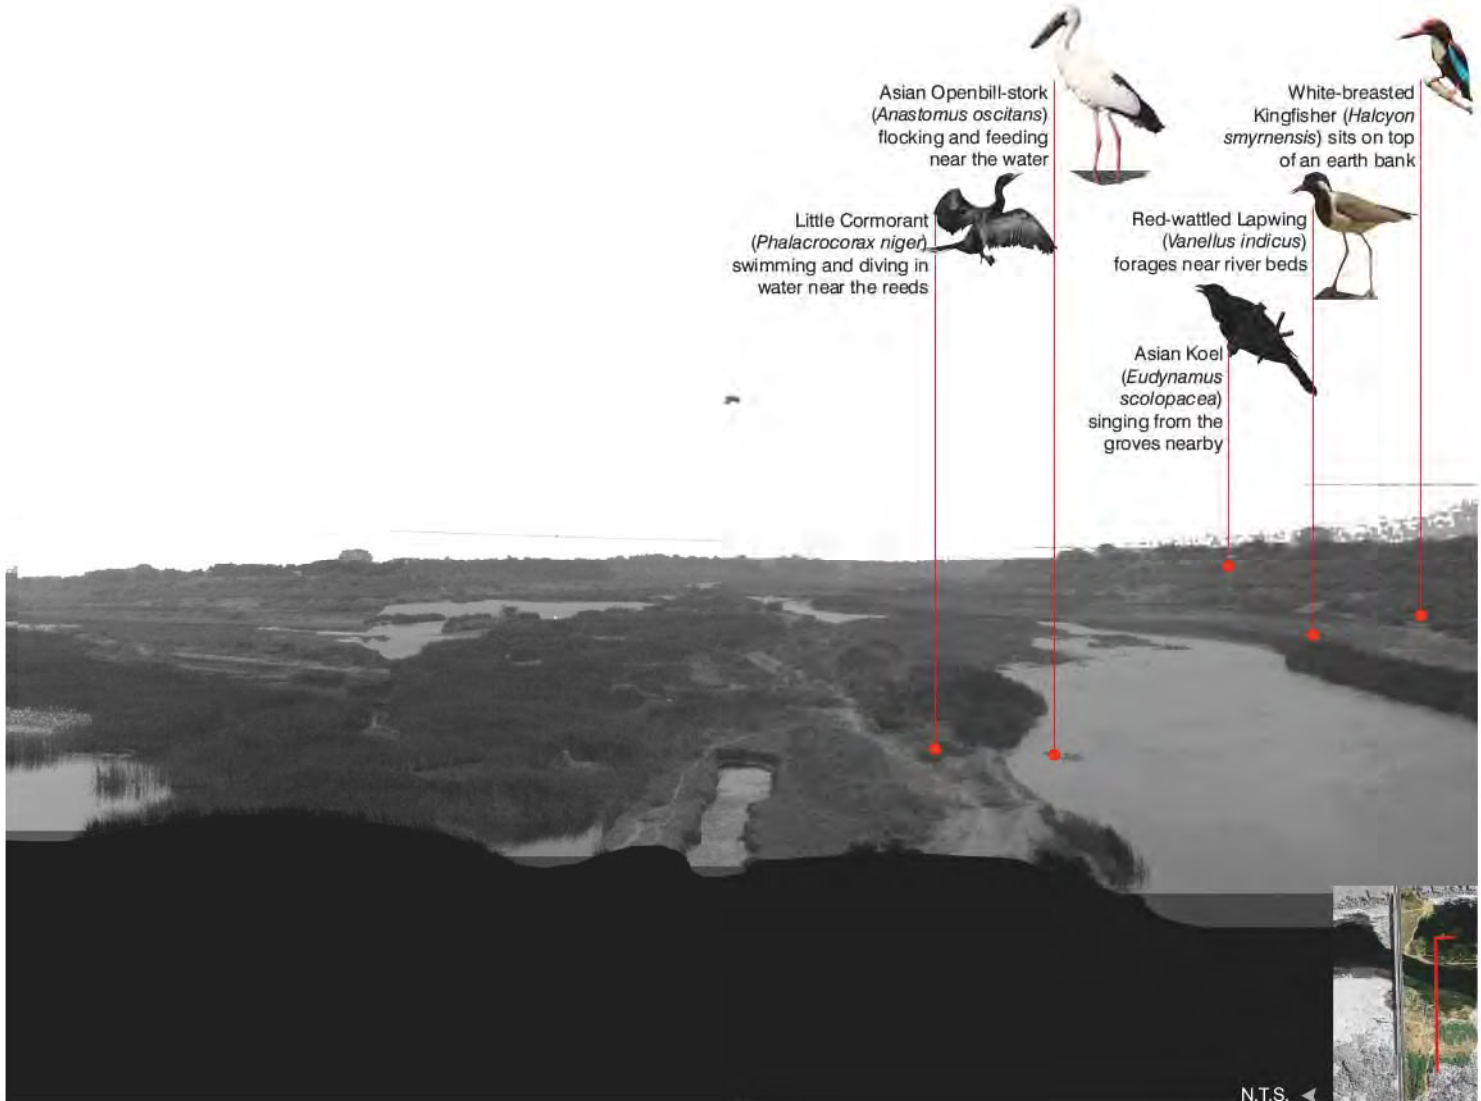 Asian Openbill-stork
(Anastomus oscitans)
flocking and feeding
near the water
White-breasted
Kingfisher (Halcyon
smyrnensis) sits on top
of an earth bank
Little Cormorant
(Phalacrocorax niger)
swimming and diving in
water near the reeds
Red-wattled Lapwing
(Vanellus indicus)
forages near river beds
Asian Koel
(Eudynamus
scolopacea)
singing from the
groves nearby
N.T.S.